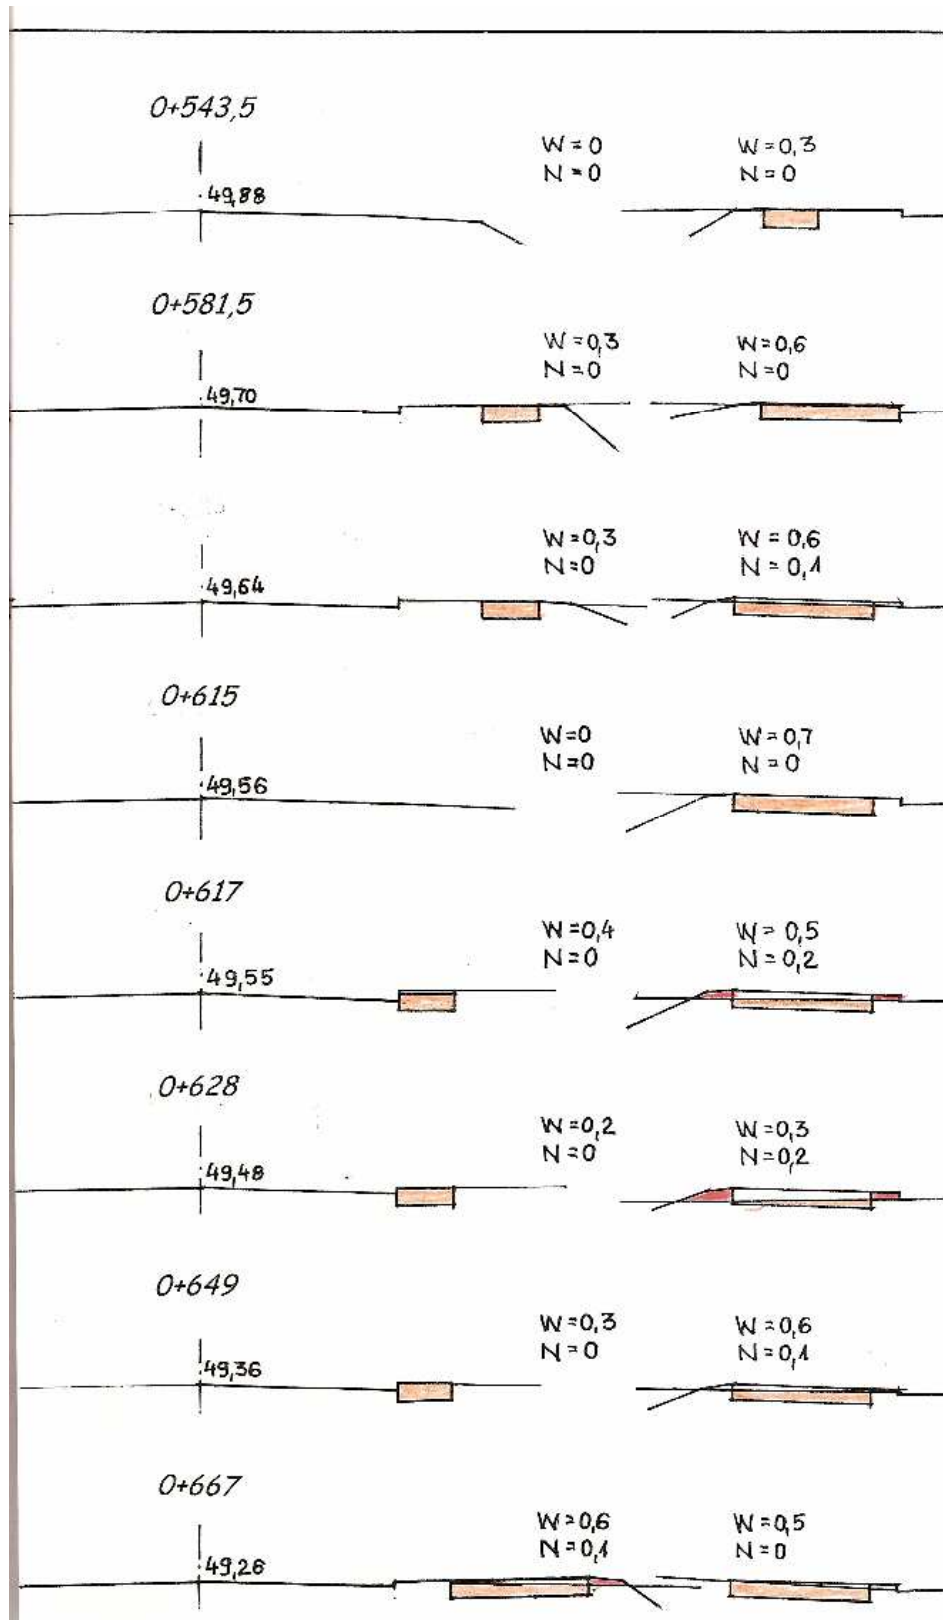 0+543,5
W=0 W=0,3
N=0 N=0
49,88
0+581,5
W=0,3 W=0,6
N=0 N=0
49,70
W=0,3 W=0,6
N=0 N=0,1
49,64
0+615
W=0 W=0,7
N=0 N=0
49,56
0+617
W=0,4 W=0,5
N=0 N=0,2
49,55
0+628
W=0,2 W=0,3
N=0 N=0,2
49,48
0+649
W=0,3 W=0,6
N=0 N=0,1
49,36
0+667
W=0,6 W=0,5
N=0,1 N=0
49,26